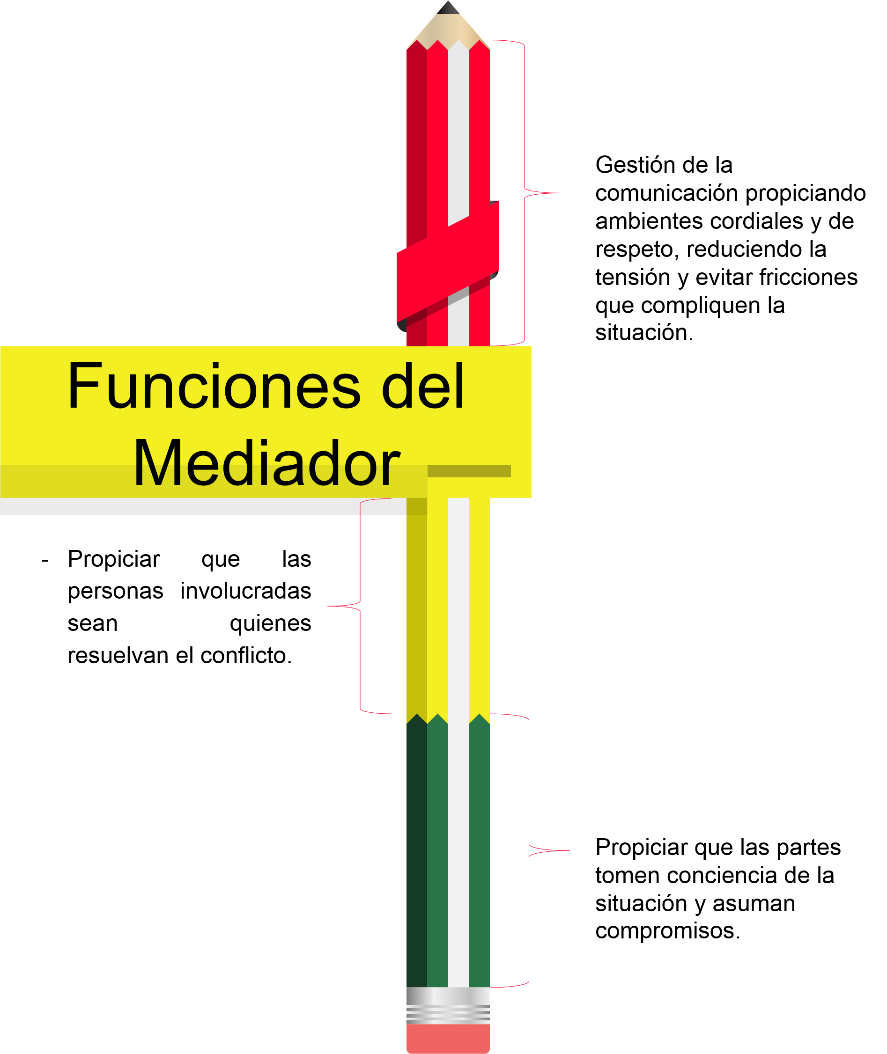 Gestión de la
comunicación propiciando
ambientes cordiales y de
respeto, reduciendo la
tensión y evitar fricciones
que compliquen la
situación.
Funciones del
Mediador
- Propiciar que las
personas involucradas
sean quienes
resuelvan el conflicto.
Propiciar que las partes
tomen conciencia de la
situación y asuman
compromisos.